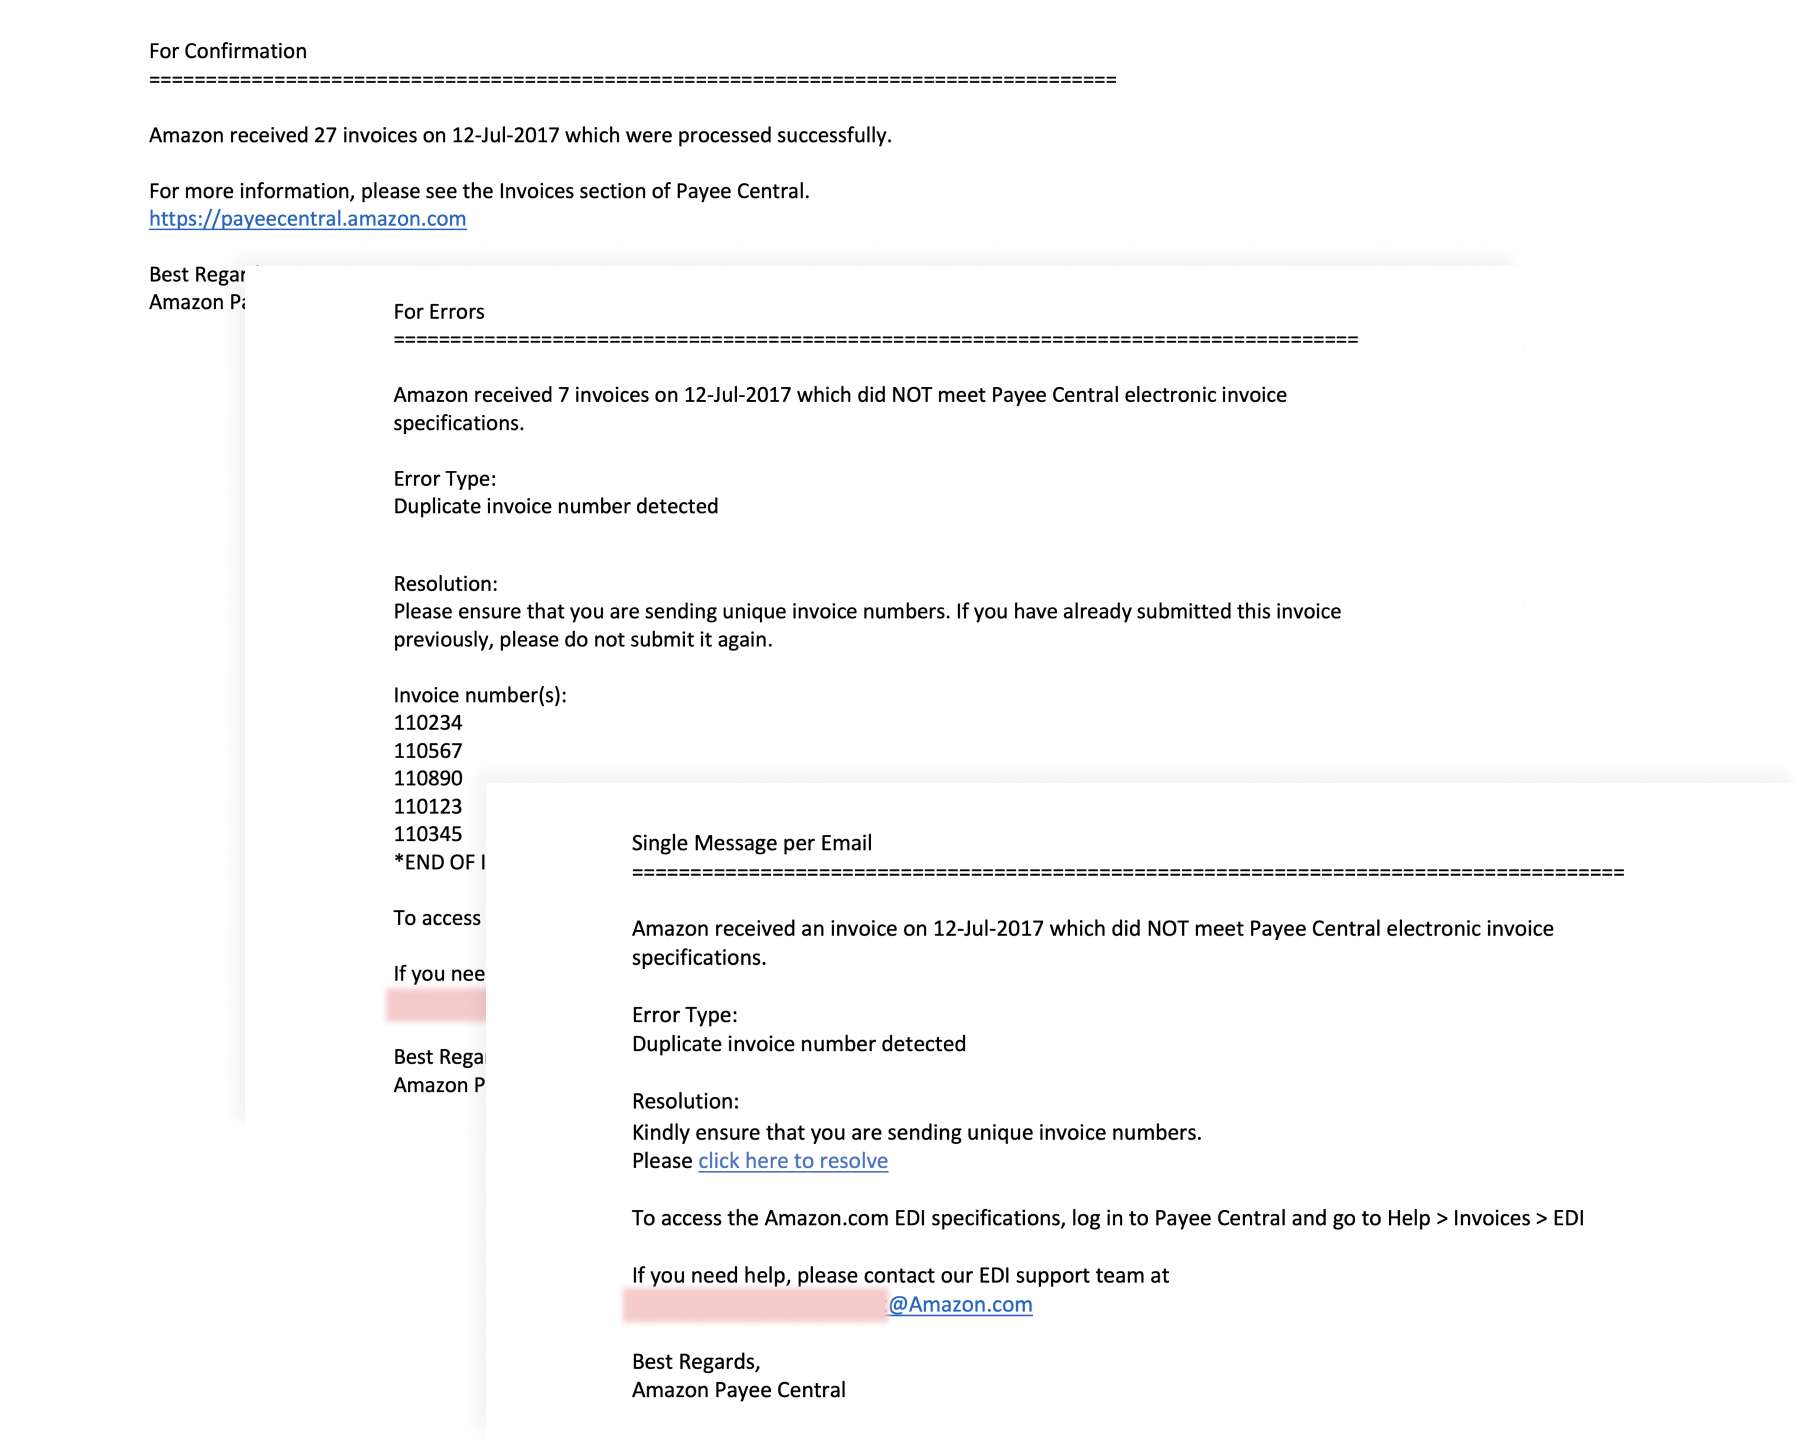 For Confirmation
=====================================================================================
Amazon received 27 invoices on 12-Jul-2017 which were processed successfully.
For more information, please see the Invoices section of Payee Central.
https://payeecentral.amazon.com
Best Regar
Amazon Pa
For Errors
=====================================================================================
Amazon received 7 invoices on 12-Jul-2017 which did NOT meet Payee Central electronic invoice
specifications.
Error Type:
Duplicate invoice number detected
Resolution:
Please ensure that you are sending unique invoice numbers. If you have already submitted this invoice
previously, please do not submit it again.
Invoice number(s):
110234
110567
110890
110123
110345
*END OF
To access
If you nee
Best Rega
Amazon P
Single Message per Email
=====================================================================================
Amazon received an invoice on 12-Jul-2017 which did NOT meet Payee Central electronic invoice
specifications.
Error Type:
Duplicate invoice number detected
Resolution:
Kindly ensure that you are sending unique invoice numbers.
Please click here to resolve
To access the Amazon.com EDI specifications, log in to Payee Central and go to Help > Invoices > EDI
If you need help, please contact our EDI support team at
@Amazon.com
Best Regards,
Amazon Payee Central